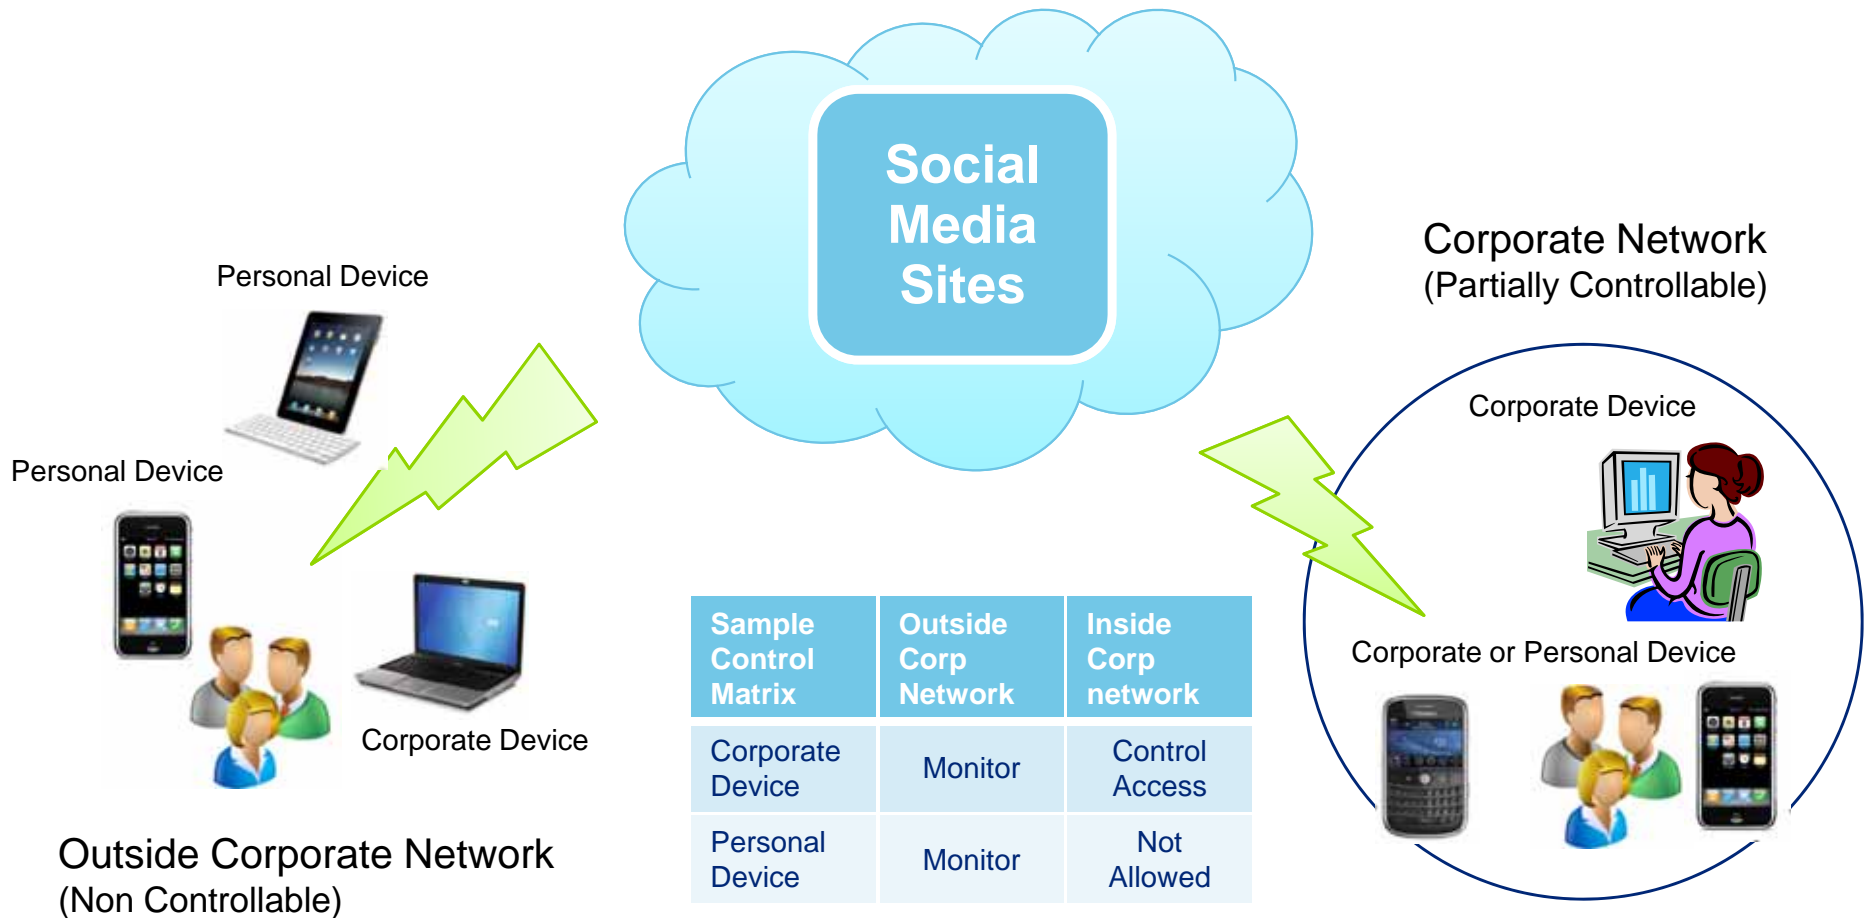 Social
Media
Sites
Personal Device
Personal Device
Corporate Device
Outside Corporate Network
(Non Controllable)
Sample Control Matrix
Outside Corp Network
Inside Corp network
Corporate Device
Monitor
Control Access
Personal Device
Monitor
Not Allowed
Corporate Network
(Partially Controllable)
Corporate Device
Corporate or Personal Device